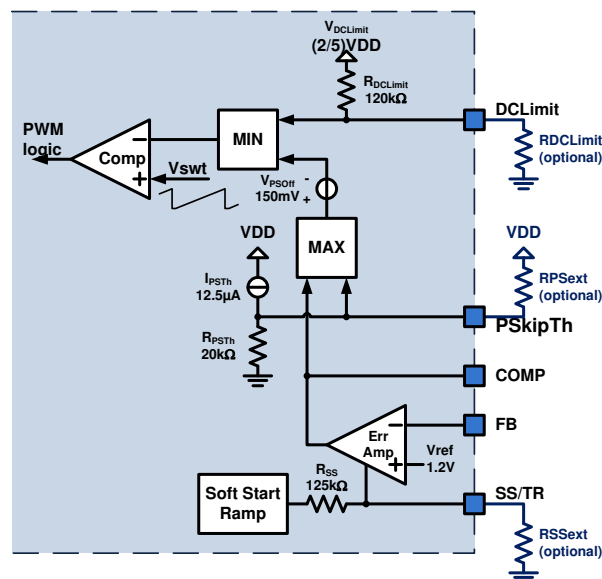 VDCLimit
(2/5)VDD
RDCLimit
120kΩ
DCLimit
RDCLimit
(optional)
PWM
logic
Comp
−
+
Vswt
MIN
VPSOff
150mV
-
+
MAX
VDD
IPSTh
12.5µA
RPSTh
20kΩ
VDD
RPSext
(optional)
PSkipTh
COMP
FB
Err
Amp
−
+
Vref
1.2V
SS/TR
Soft Start
Ramp
RSS
125kΩ
RSSext
(optional)